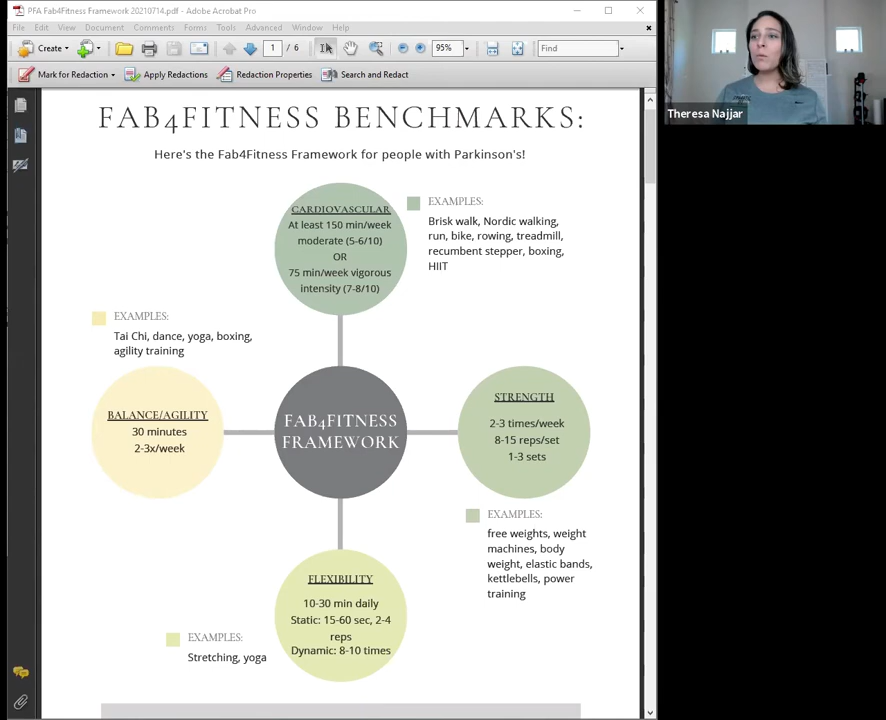 PFA Fab4Fitness Framework 20210714.pdf - Adobe Acrobat Pro
File Edit View Document Comments Forms Tools Advanced Window Help
Create 1 / 6 95% Find
Mark for Redaction Apply Redactions Redaction Properties Search and Redact
Theresa Najjar
FAB4FITNESS BENCHMARKS:
Here's the Fab4Fitness Framework for people with Parkinson's!
CARDIOVASCULAR
At least 150 min/week
moderate (5-6/10)
OR
75 min/week vigorous
intensity (7-8/10)
EXAMPLES:
Brisk walk, Nordic walking,
run, bike, rowing, treadmill,
recumbent stepper, boxing,
HIIT
EXAMPLES:
Tai Chi, dance, yoga, boxing,
agility training
BALANCE/AGILITY
30 minutes
2-3x/week
FAB4FITNESS
FRAMEWORK
STRENGTH
2-3 times/week
8-15 reps/set
1-3 sets
EXAMPLES:
free weights, weight
machines, body
weight, elastic bands,
kettlebells, power
training
FLEXIBILITY
10-30 min daily
Static: 15-60 sec, 2-4
reps
Dynamic: 8-10 times
EXAMPLES:
Stretching, yoga